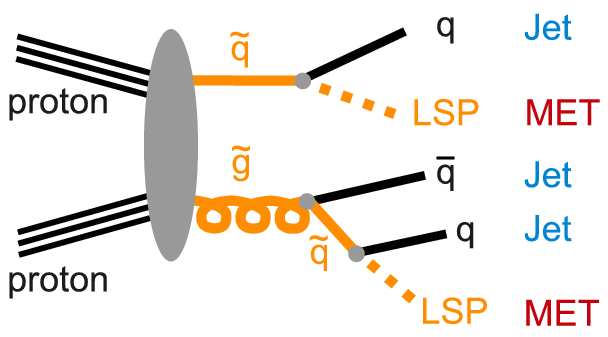 q̃ q Jet
proton LSP MET
g̃ q̄ Jet
q̃ q Jet
proton LSP MET